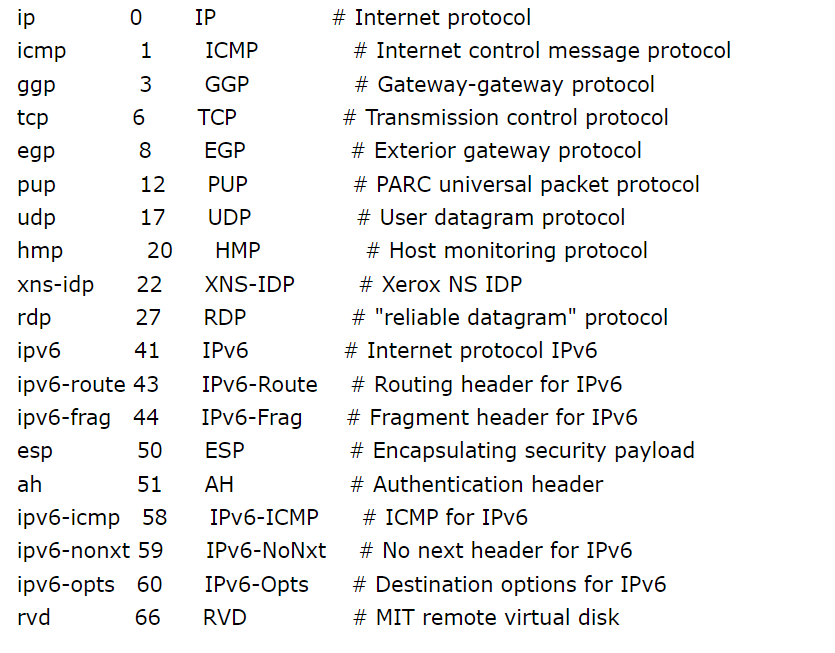 ip 0 IP # Internet protocol
icmp 1 ICMP # Internet control message protocol
ggp 3 GGP # Gateway-gateway protocol
tcp 6 TCP # Transmission control protocol
egp 8 EGP # Exterior gateway protocol
pup 12 PUP # PARC universal packet protocol
udp 17 UDP # User datagram protocol
hmp 20 HMP # Host monitoring protocol
xns-idp 22 XNS-IDP # Xerox NS IDP
rdp 27 RDP # "reliable datagram" protocol
ipv6 41 IPv6 # Internet protocol IPv6
ipv6-route 43 IPv6-Route # Routing header for IPv6
ipv6-frag 44 IPv6-Frag # Fragment header for IPv6
esp 50 ESP # Encapsulating security payload
ah 51 AH # Authentication header
ipv6-icmp 58 IPv6-ICMP # ICMP for IPv6
ipv6-nonxt 59 IPv6-NoNxt # No next header for IPv6
ipv6-opts 60 IPv6-Opts # Destination options for IPv6
rvd 66 RVD # MIT remote virtual disk